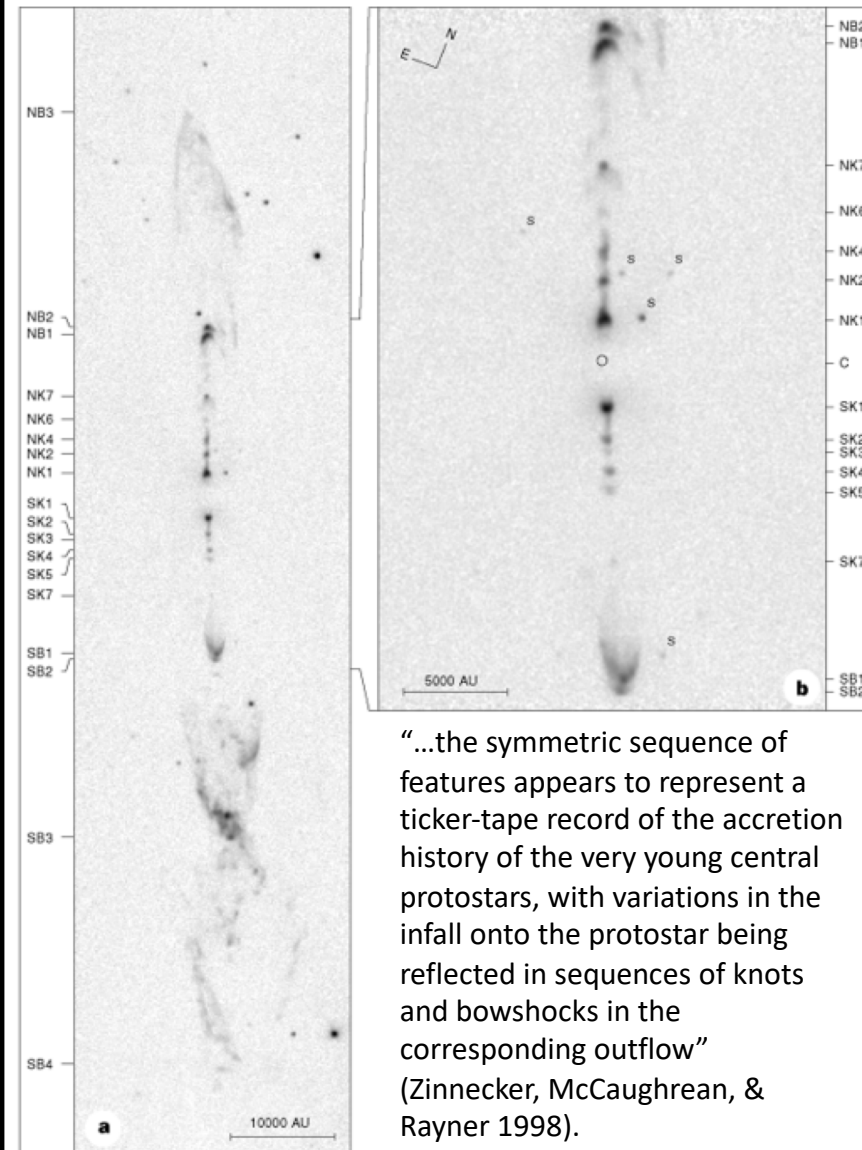 NB3
NB2
NB1
NK7
NK6
NK4
NK2
NK1
SK1
SK2
SK3
SK4
SK5
SK7
SB1
SB2
SB3
SB4
a
10000 AU
N
E
s
s
s
s
s
5000 AU
b
NB2
NB1
NK7
NK6
NK4
NK2
NK1
C
SK1
SK2
SK3
SK4
SK5
SK7
SB1
SB2
“…the symmetric sequence of
features appears to represent a
ticker-tape record of the accretion
history of the very young central
protostars, with variations in the
infall onto the protostar being
reflected in sequences of knots
and bowshocks in the
corresponding outflow”
(Zinnecker, McCaughrean, &
Rayner 1998).